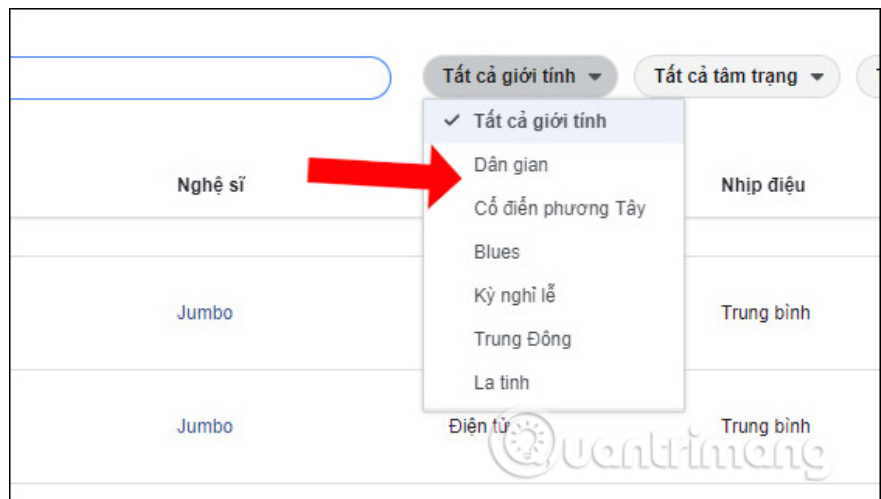 Tất cả giới tính
Tất cả tâm trạng
Tất cả giới tính
Dân gian
Nghệ sĩ
Nhịp điệu
Cổ điển phương Tây
Blues
Kỳ nghỉ lễ
Jumbo
Trung bình
Trung Đông
La tinh
Jumbo
Điện tử
Trung bình
Quantrimang